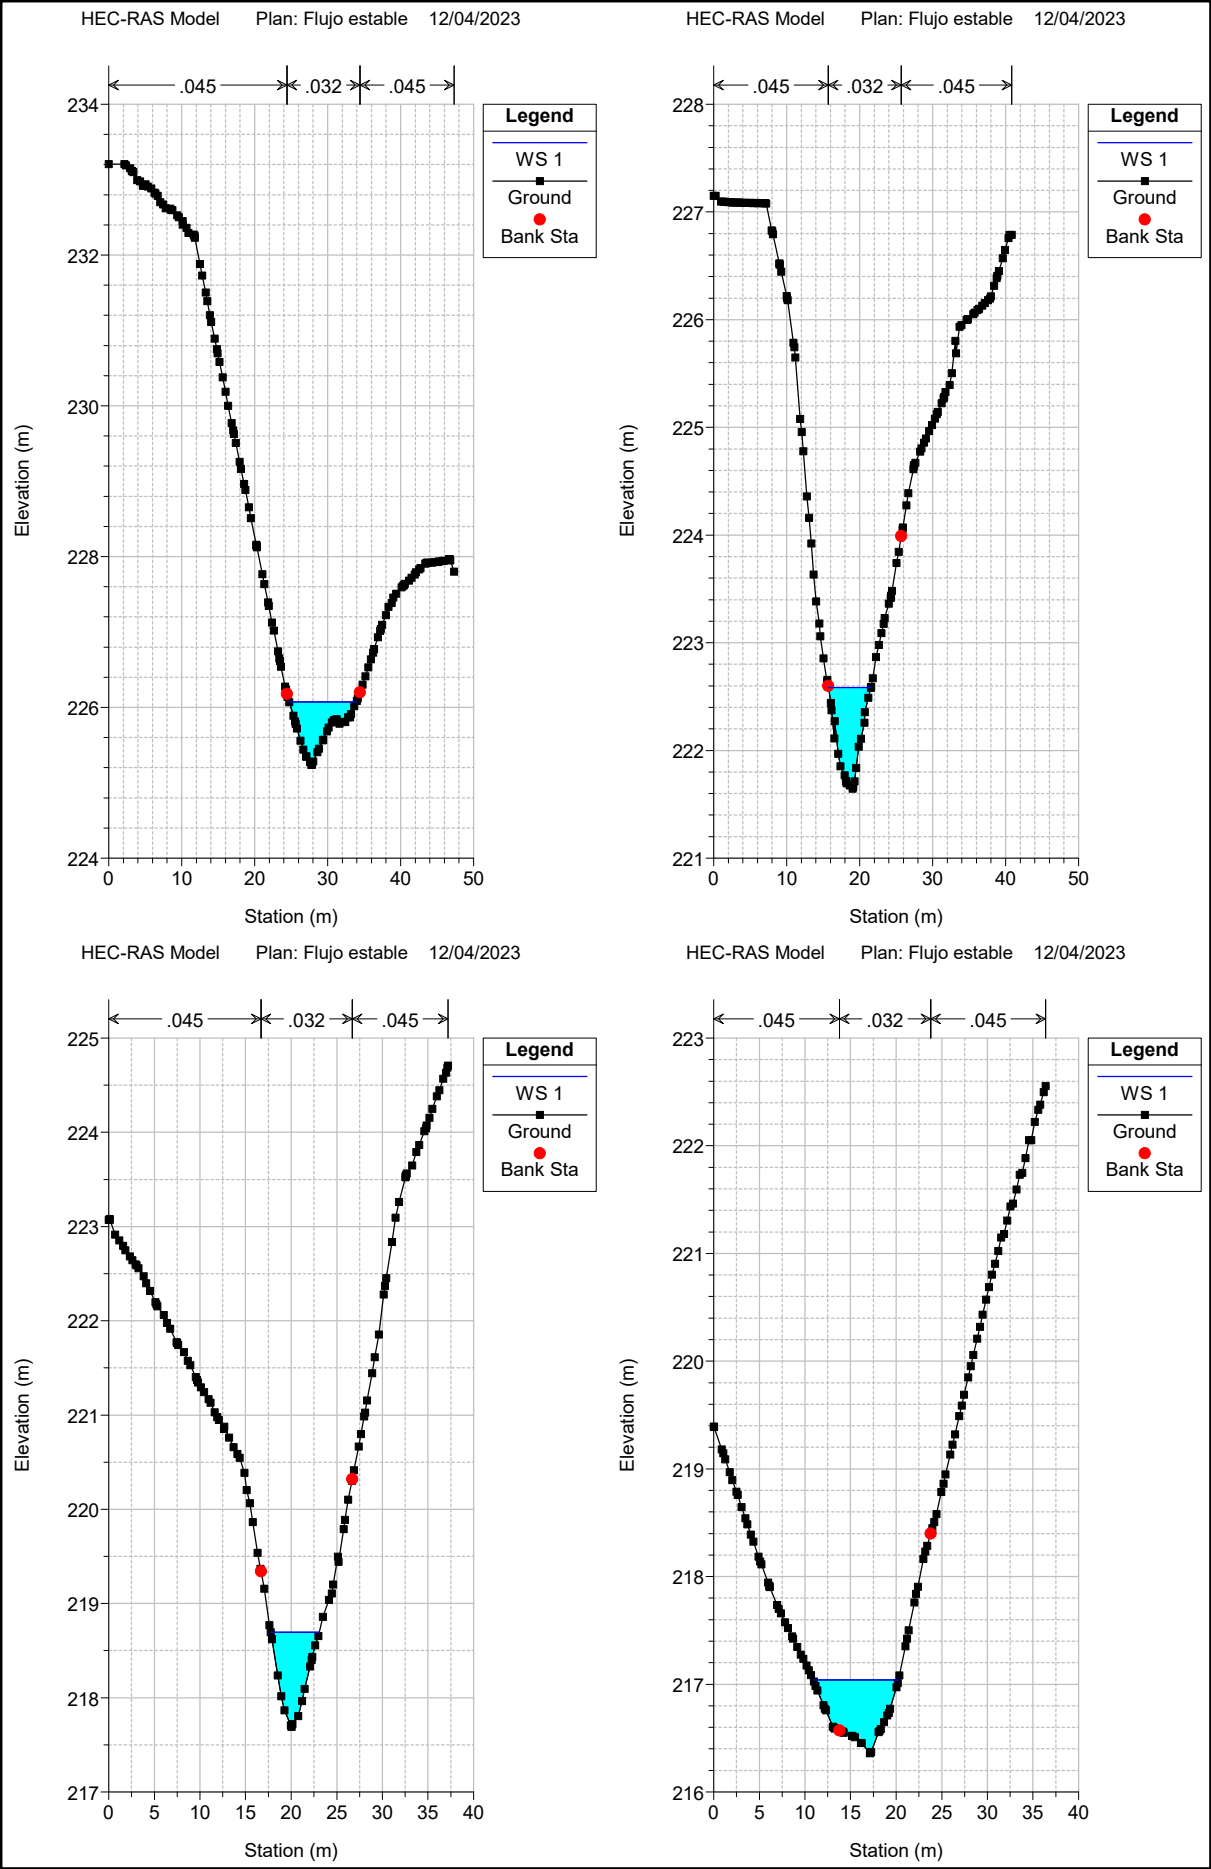 HEC-RAS Model Plan: Flujo estable 12/04/2023
.045 .032 .045
234
232
230
228
226
224
0 10 20 30 40 50
Station (m)
Elevation (m)
Legend
WS 1
Ground
Bank Sta
HEC-RAS Model Plan: Flujo estable 12/04/2023
.045 .032 .045
228
227
226
225
224
223
222
221
0 10 20 30 40 50
Station (m)
Elevation (m)
Legend
WS 1
Ground
Bank Sta
HEC-RAS Model Plan: Flujo estable 12/04/2023
.045 .032 .045
225
224
223
222
221
220
219
218
217
0 5 10 15 20 25 30 35 40
Station (m)
Elevation (m)
Legend
WS 1
Ground
Bank Sta
HEC-RAS Model Plan: Flujo estable 12/04/2023
.045 .032 .045
223
222
221
220
219
218
217
216
0 5 10 15 20 25 30 35 40
Station (m)
Elevation (m)
Legend
WS 1
Ground
Bank Sta